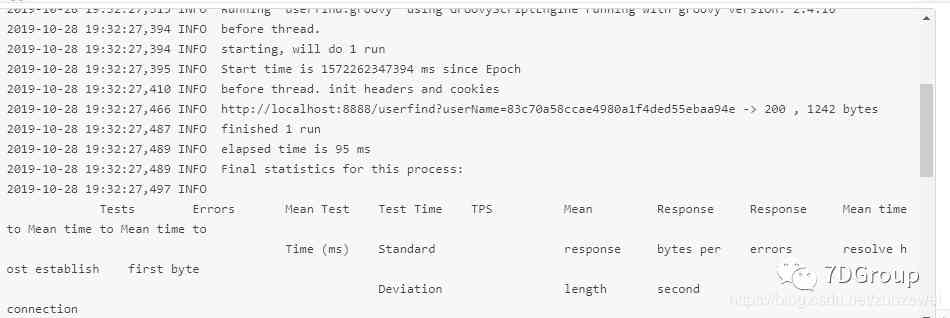 2019-10-28 19:32:27,315 INFO  Running "userfind.groovy" using GroovyScriptEngine running with groovy version: 2.4.16
2019-10-28 19:32:27,394 INFO  before thread.
2019-10-28 19:32:27,394 INFO  starting, will do 1 run
2019-10-28 19:32:27,395 INFO  Start time is 1572262347394 ms since Epoch
2019-10-28 19:32:27,410 INFO  before thread. init headers and cookies
2019-10-28 19:32:27,466 INFO  http://localhost:8888/userfind?userName=83c70a58ccae4980a1f4ded55ebaa94e -> 200 , 1242 bytes
2019-10-28 19:32:27,487 INFO  finished 1 run
2019-10-28 19:32:27,489 INFO  elapsed time is 95 ms
2019-10-28 19:32:27,489 INFO  Final statistics for this process:
2019-10-28 19:32:27,497 INFO
Tests Errors Mean Test Test Time TPS Mean Response Response Mean time
to Mean time to Mean time to
Time (ms) Standard response bytes per errors resolve h
ost establish first byte
Deviation length second
connection
7DGroup
https://blog.csdn.net/zuozewei